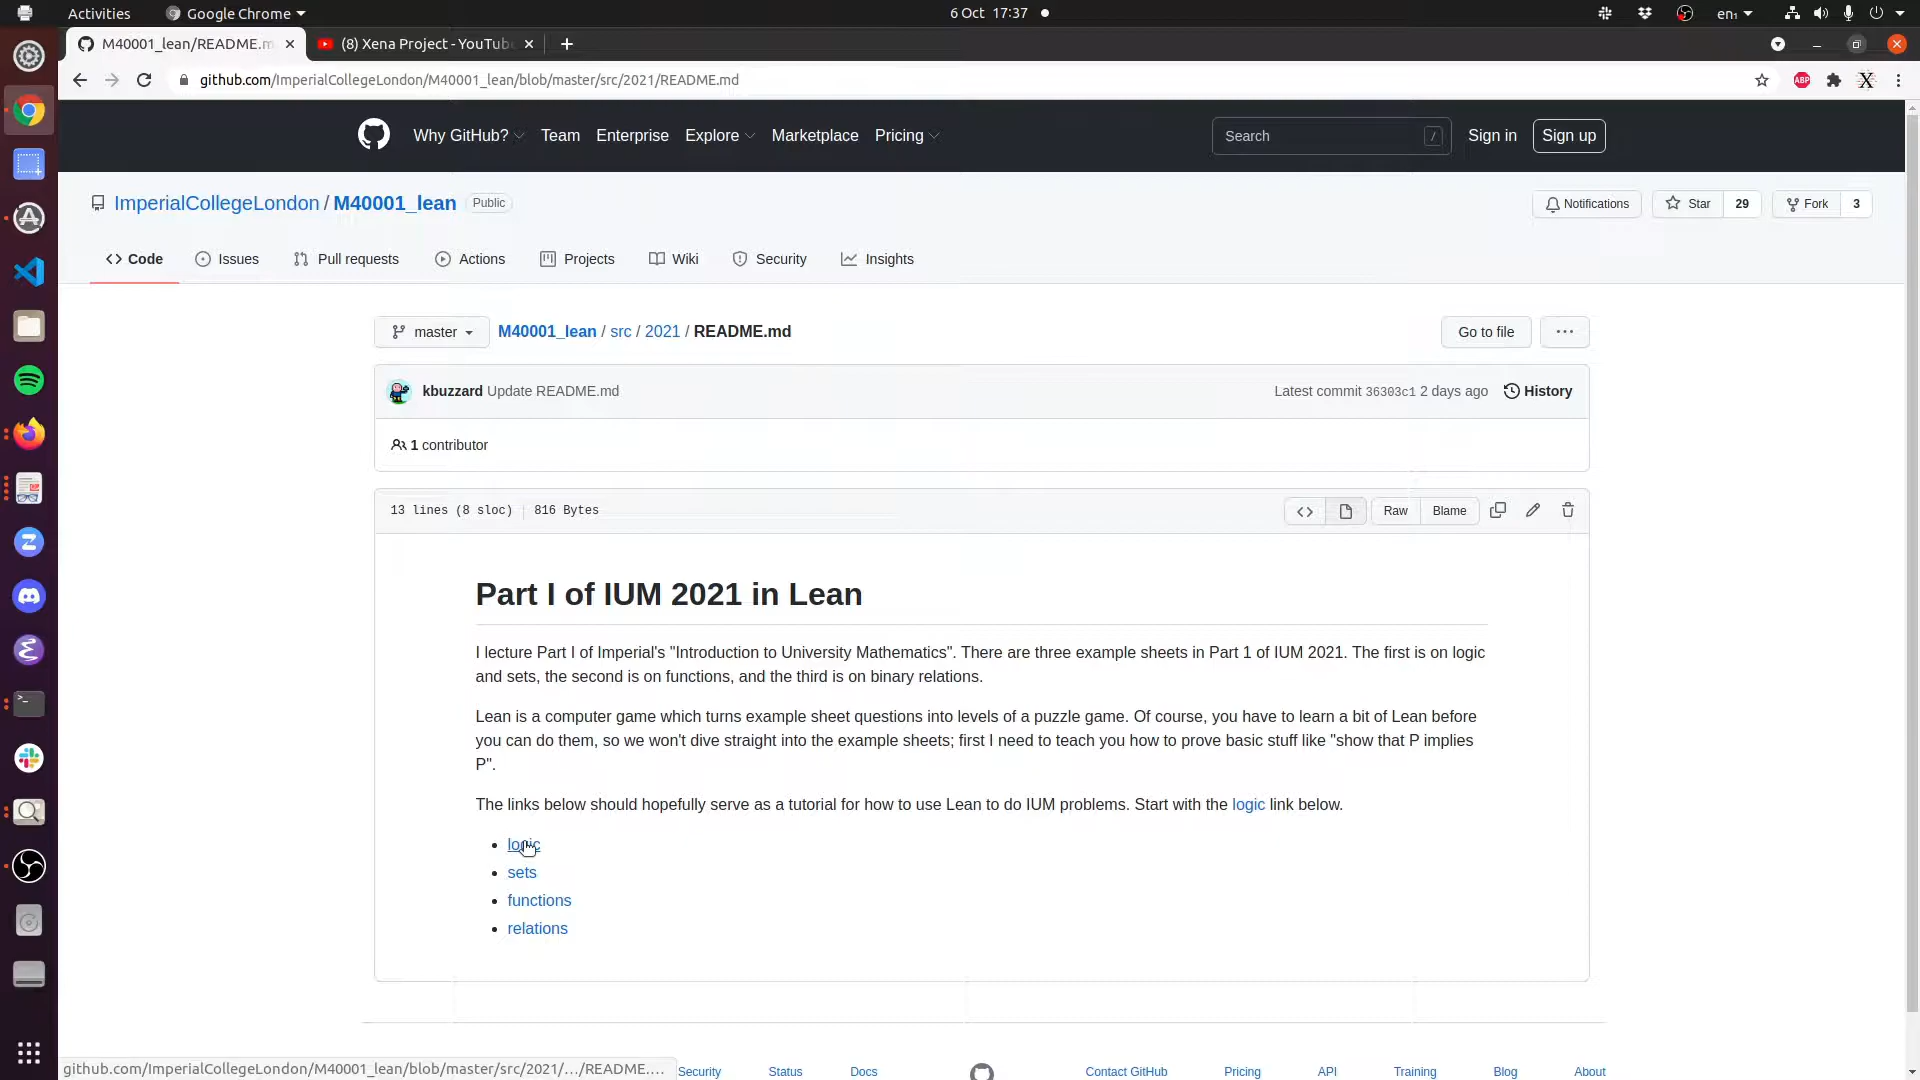 Activities
Google Chrome
6 Oct 17:37
en₁
M40001_lean/README.m
(8) Xena Project - YouTub
github.com/ImperialCollegeLondon/M40001_lean/blob/master/src/2021/README.md
ABP
X
Why GitHub? Team Enterprise Explore Marketplace Pricing
Search /
Sign in
Sign up
ImperialCollegeLondon / M40001_lean Public
Notifications
Star 29
Fork 3
Code Issues Pull requests Actions Projects Wiki Security Insights
master
M40001_lean / src / 2021 / README.md
Go to file
kbuzzard Update README.md
Latest commit 36303c1 2 days ago
History
1 contributor
13 lines (8 sloc) 816 Bytes
Raw Blame
Part I of IUM 2021 in Lean
I lecture Part I of Imperial's "Introduction to University Mathematics". There are three example sheets in Part 1 of IUM 2021. The first is on logic
and sets, the second is on functions, and the third is on binary relations.
Lean is a computer game which turns example sheet questions into levels of a puzzle game. Of course, you have to learn a bit of Lean before
you can do them, so we won't dive straight into the example sheets; first I need to teach you how to prove basic stuff like "show that P implies
P".
The links below should hopefully serve as a tutorial for how to use Lean to do IUM problems. Start with the logic link below.
logic
sets
functions
relations
github.com/ImperialCollegeLondon/M40001_lean/blob/master/src/2021/…/README.…
Security Status Docs Contact GitHub Pricing API Training Blog About